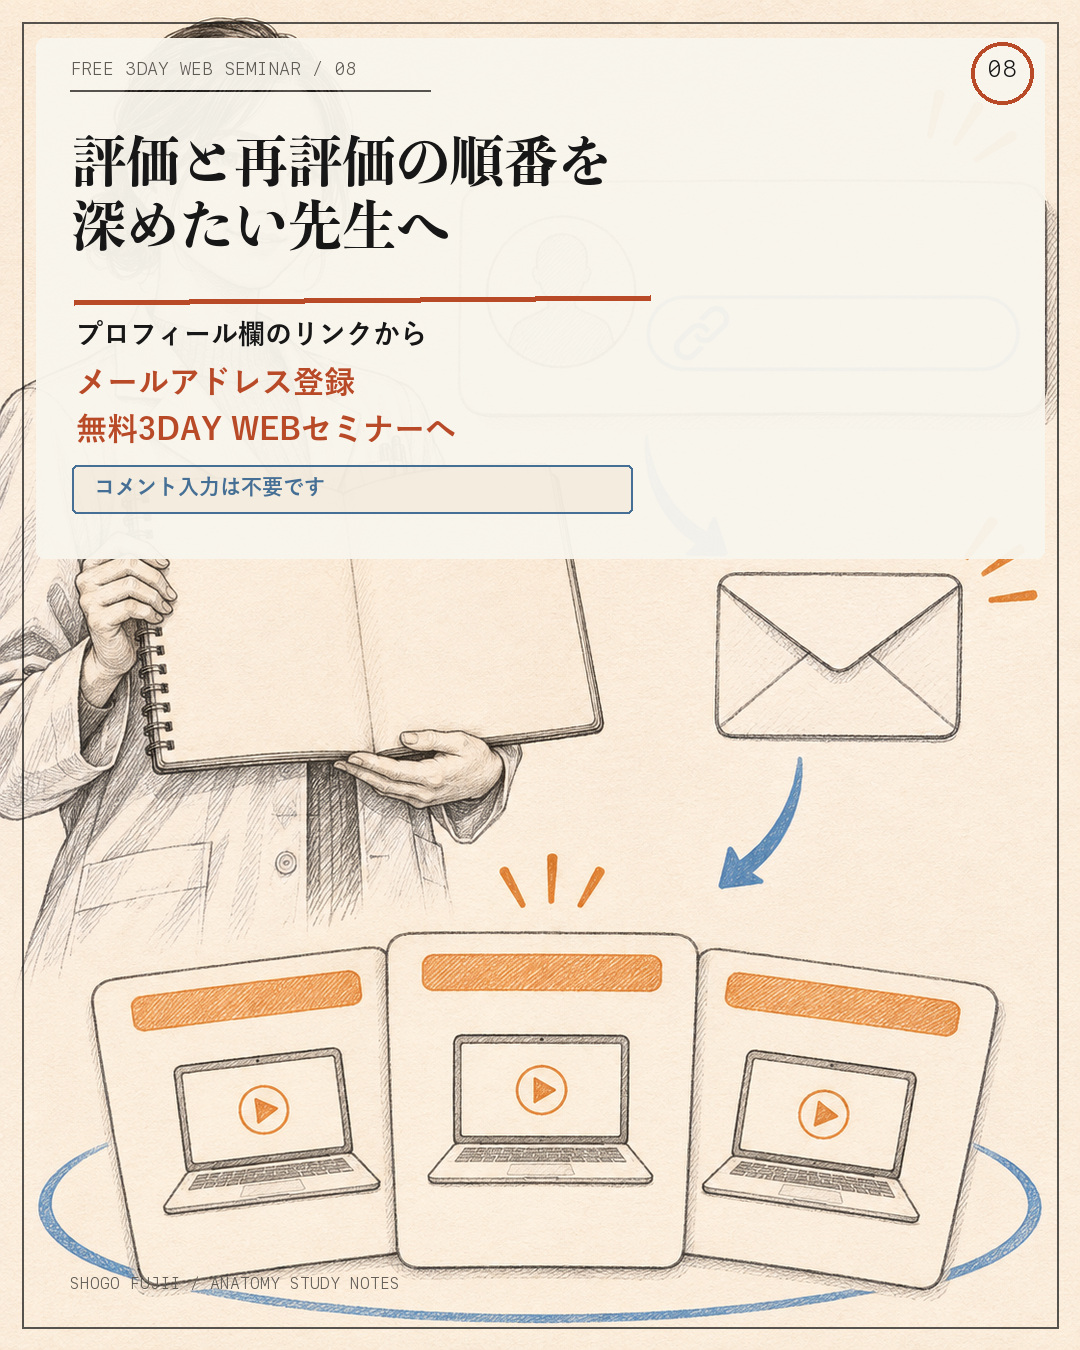 FREE 3DAY WEB SEMINAR / 08
08
評価と再評価の順番を
深めたい先生へ
プロフィール欄のリンクから
メールアドレス登録
無料3DAY WEBセミナーへ
コメント入力は不要です
SHOGO FUJII / ANATOMY STUDY NOTES